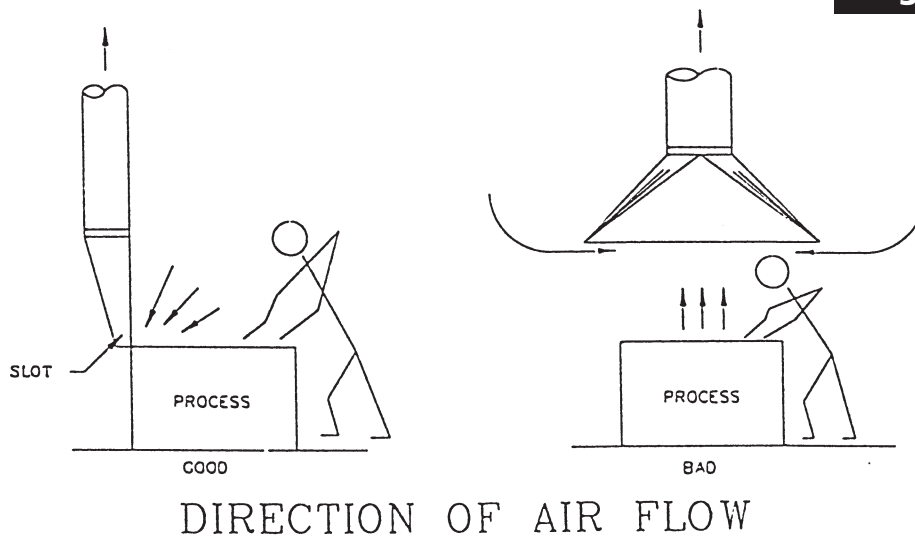 SLOT
PROCESS
GOOD
PROCESS
BAD
DIRECTION OF AIR FLOW